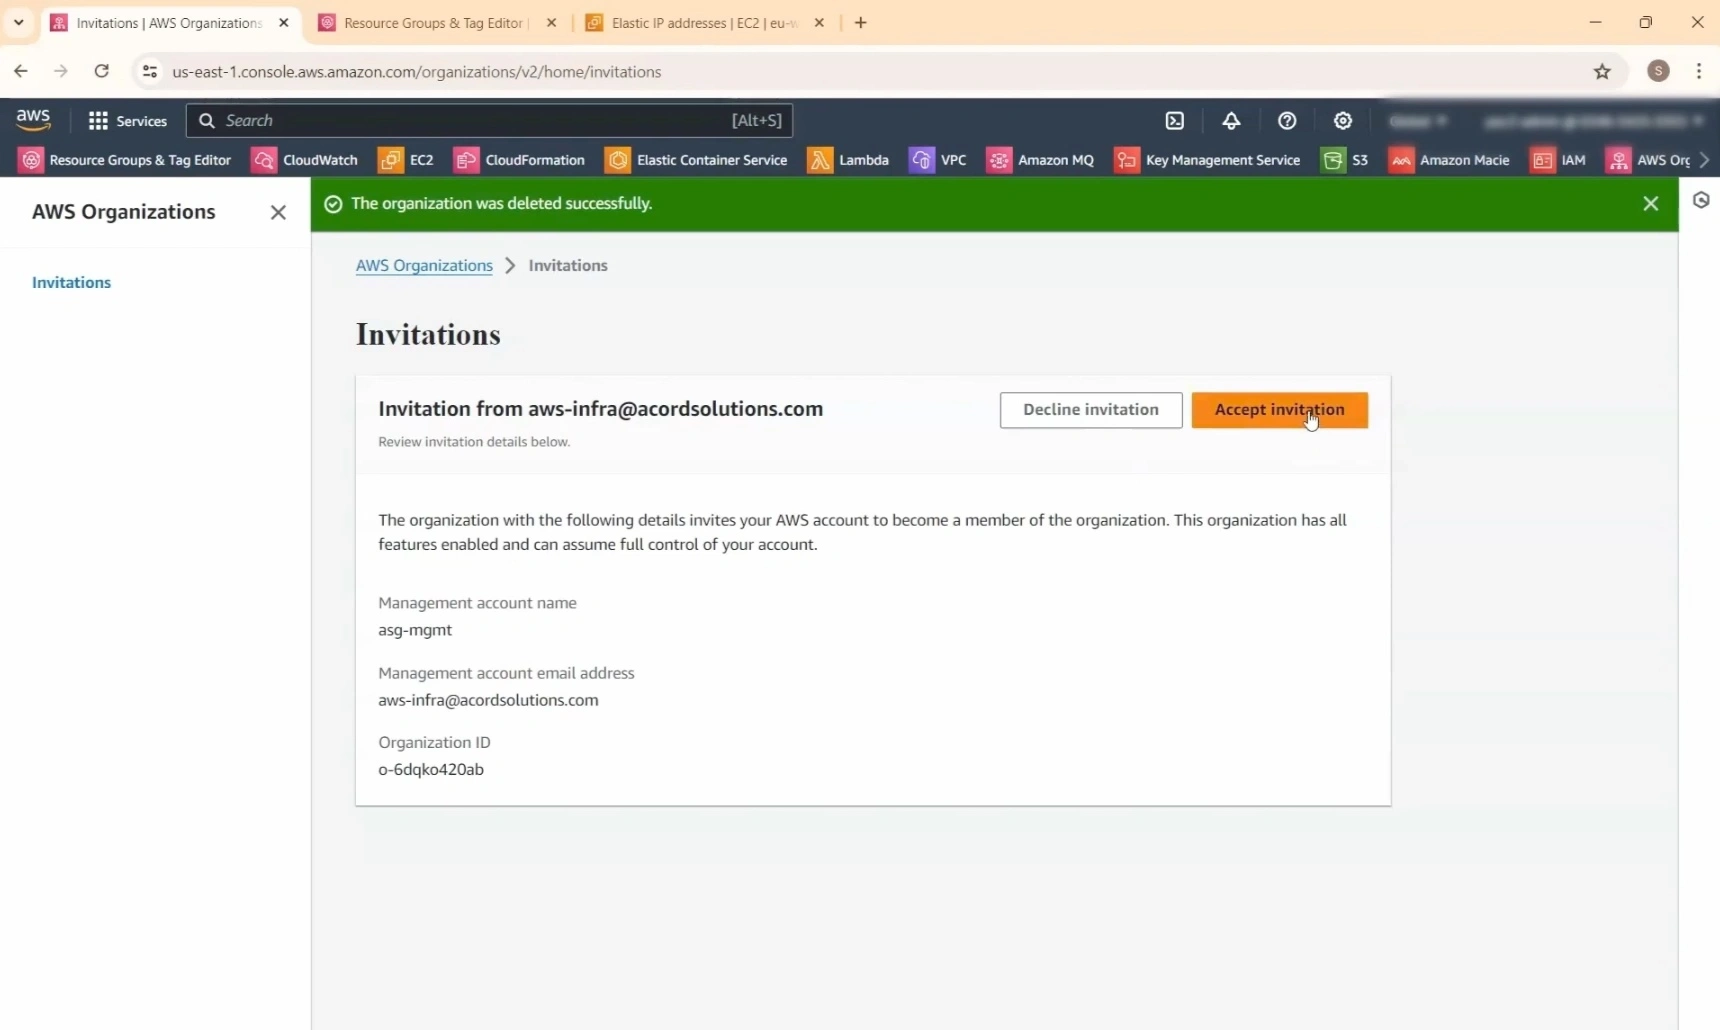 Invitations | AWS Organizations
Resource Groups & Tag Editor |
Elastic IP addresses | EC2 | eu-w
us-east-1.console.aws.amazon.com/organizations/v2/home/invitations
S
aws
Services
Search
[Alt+S]
Resource Groups & Tag Editor
CloudWatch
EC2
CloudFormation
Elastic Container Service
Lambda
VPC
Amazon MQ
Key Management Service
S3
Amazon Macie
IAM
AWS Org
AWS Organizations
The organization was deleted successfully.
Invitations
AWS Organizations > Invitations
Invitations
Invitation from aws-infra@acordsolutions.com
Decline invitation
Accept invitation
Review invitation details below.
The organization with the following details invites your AWS account to become a member of the organization. This organization has all
features enabled and can assume full control of your account.
Management account name
asg-mgmt
Management account email address
aws-infra@acordsolutions.com
Organization ID
o-6dqko420ab